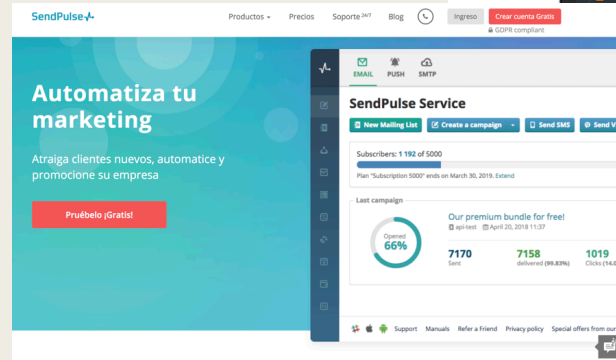 SendPulse
Productos
Precios
Soporte 24/7
Blog
Ingreso
Crear cuenta Gratis
GDPR compliant
Automatiza tu
marketing
Atraiga clientes nuevos, automatice y
promocione su empresa
Pruébelo ¡Gratis!
EMAIL PUSH SMTP
SendPulse Service
New Mailing List
Create a campaign
Send SMS
Send V
Subscribers: 1 192 of 5000
Plan "Subscription 5000" ends on March 30, 2019. Extend
Last campaign
Opened
66%
Our premium bundle for free!
api-test April 20, 2018 11:37
7170 7158 1019
Sent delivered (99.83%) Clicks (14.0
Support Manuals Refer a Friend Privacy policy Special offers from our